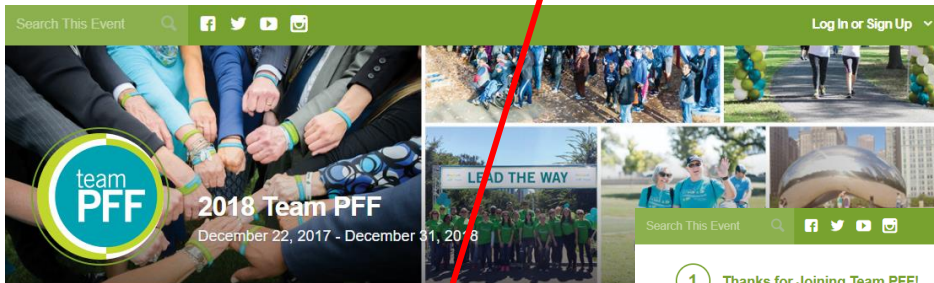 Search This Event
Log In or Sign Up
LEAD THE WAY
team
PFF
2018 Team PFF
December 22, 2017 - December 31, 2018
Search This Event
1 Thanks for Joining Team PFF!